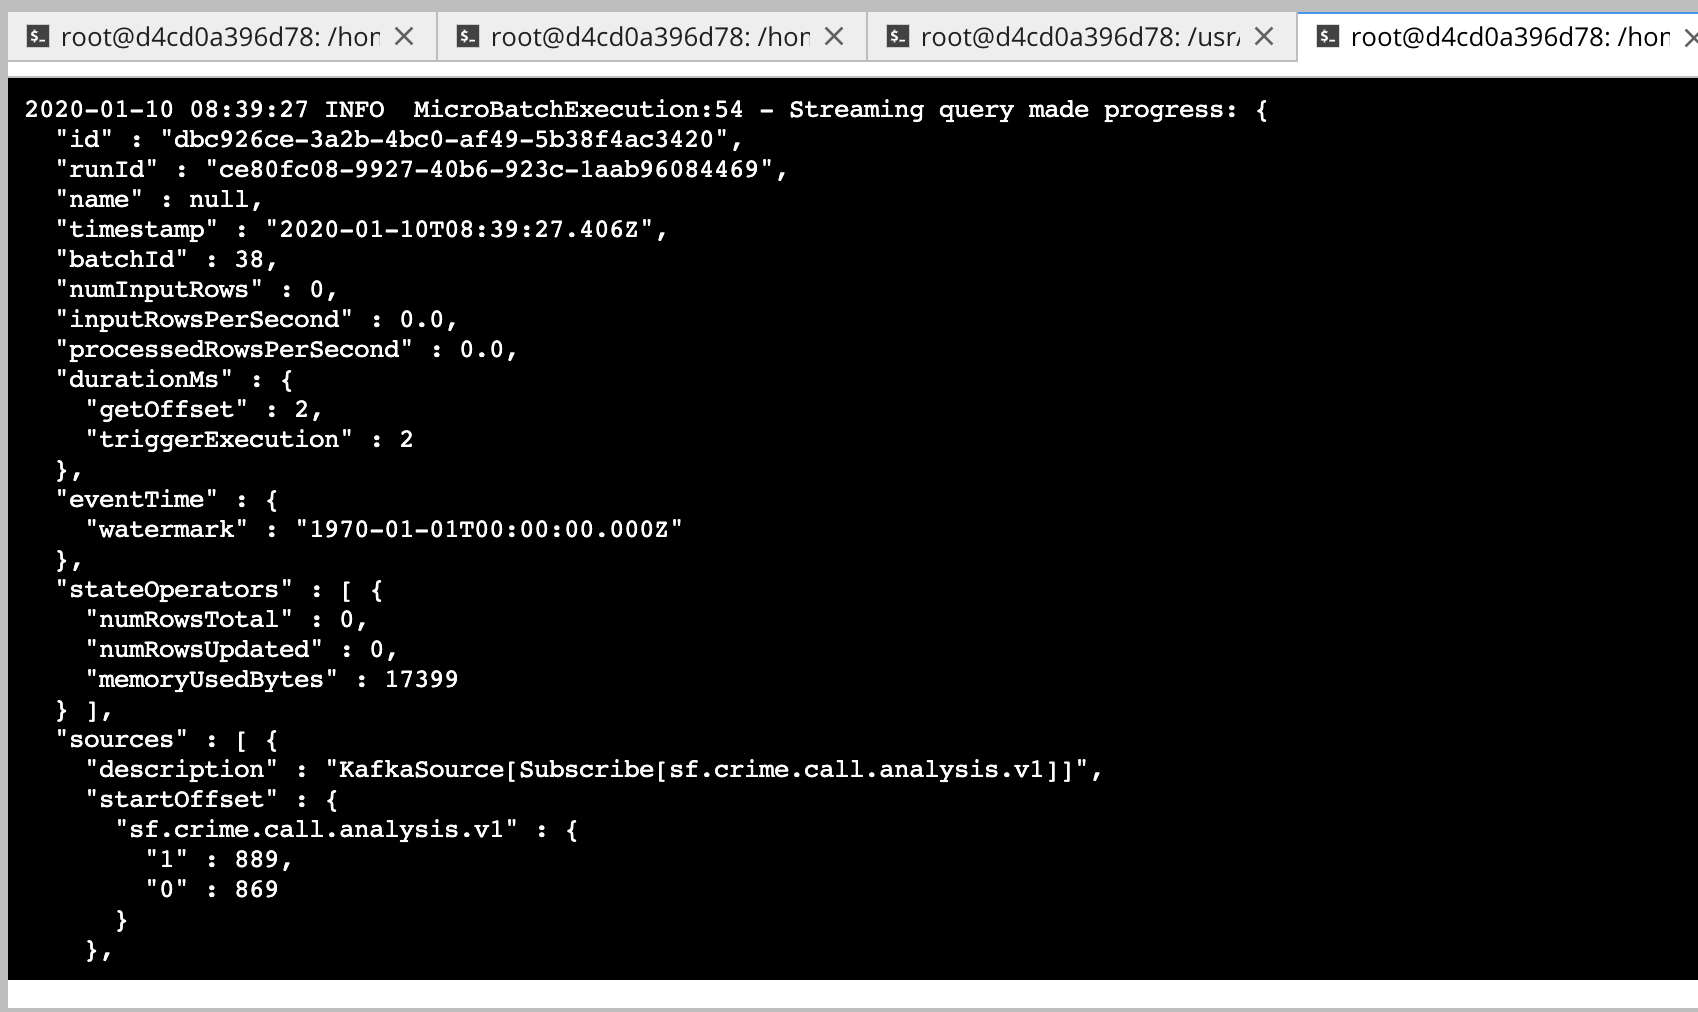 root@d4cd0a396d78: /hon
root@d4cd0a396d78: /hon
root@d4cd0a396d78: /usr/
root@d4cd0a396d78: /hon
2020-01-10 08:39:27 INFO  MicroBatchExecution:54 - Streaming query made progress: {
  "id" : "dbc926ce-3a2b-4bc0-af49-5b38f4ac3420",
  "runId" : "ce80fc08-9927-40b6-923c-1aab96084469",
  "name" : null,
  "timestamp" : "2020-01-10T08:39:27.406Z",
  "batchId" : 38,
  "numInputRows" : 0,
  "inputRowsPerSecond" : 0.0,
  "processedRowsPerSecond" : 0.0,
  "durationMs" : {
    "getOffset" : 2,
    "triggerExecution" : 2
  },
  "eventTime" : {
    "watermark" : "1970-01-01T00:00:00.000Z"
  },
  "stateOperators" : [ {
    "numRowsTotal" : 0,
    "numRowsUpdated" : 0,
    "memoryUsedBytes" : 17399
  } ],
  "sources" : [ {
    "description" : "KafkaSource[Subscribe[sf.crime.call.analysis.v1]]",
    "startOffset" : {
      "sf.crime.call.analysis.v1" : {
        "1" : 889,
        "0" : 869
      }
    },